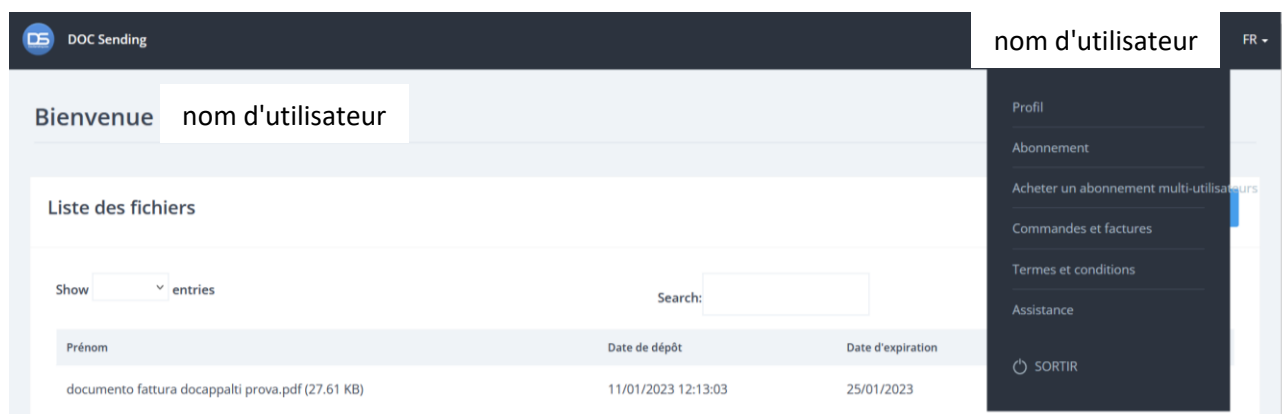 DS DOC Sending nom d'utilisateur FR
Bienvenue nom d'utilisateur
Profil
Abonnement
Acheter un abonnement multi-utilisateurs
Commandes et factures
Termes et conditions
Assistance
SORTIR
Liste des fichiers
Show entries Search:
Prénom Date de dépôt Date d'expiration
documento fattura docappalti prova.pdf (27.61 KB) 11/01/2023 12:13:03 25/01/2023